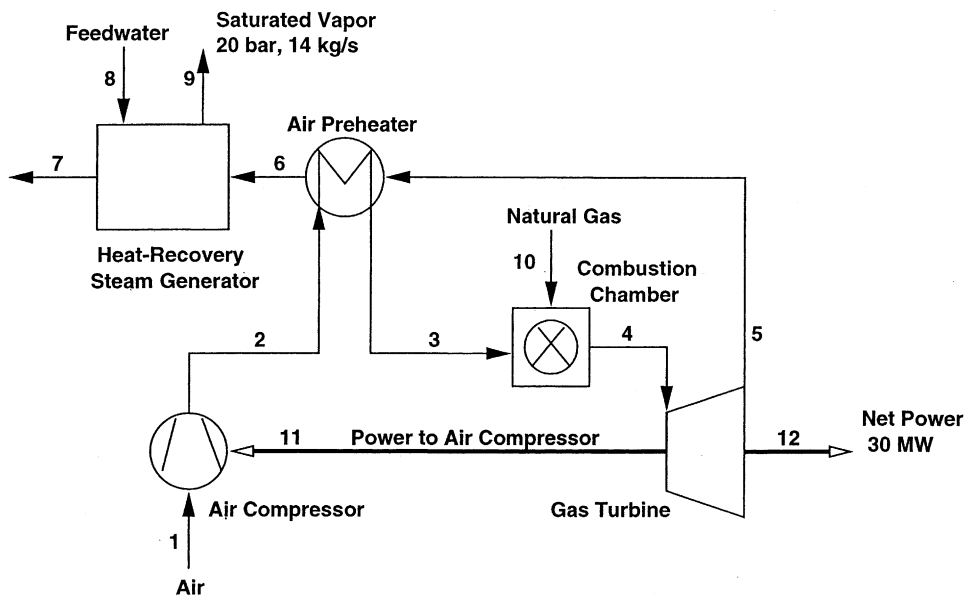 Feedwater
Saturated Vapor
20 bar, 14 kg/s
8
9
Air Preheater
7
6
Natural Gas
10
Combustion
Chamber
Heat-Recovery
Steam Generator
2
3
4
5
11
Power to Air Compressor
12
Net Power
30 MW
Air Compressor
Gas Turbine
1
Air